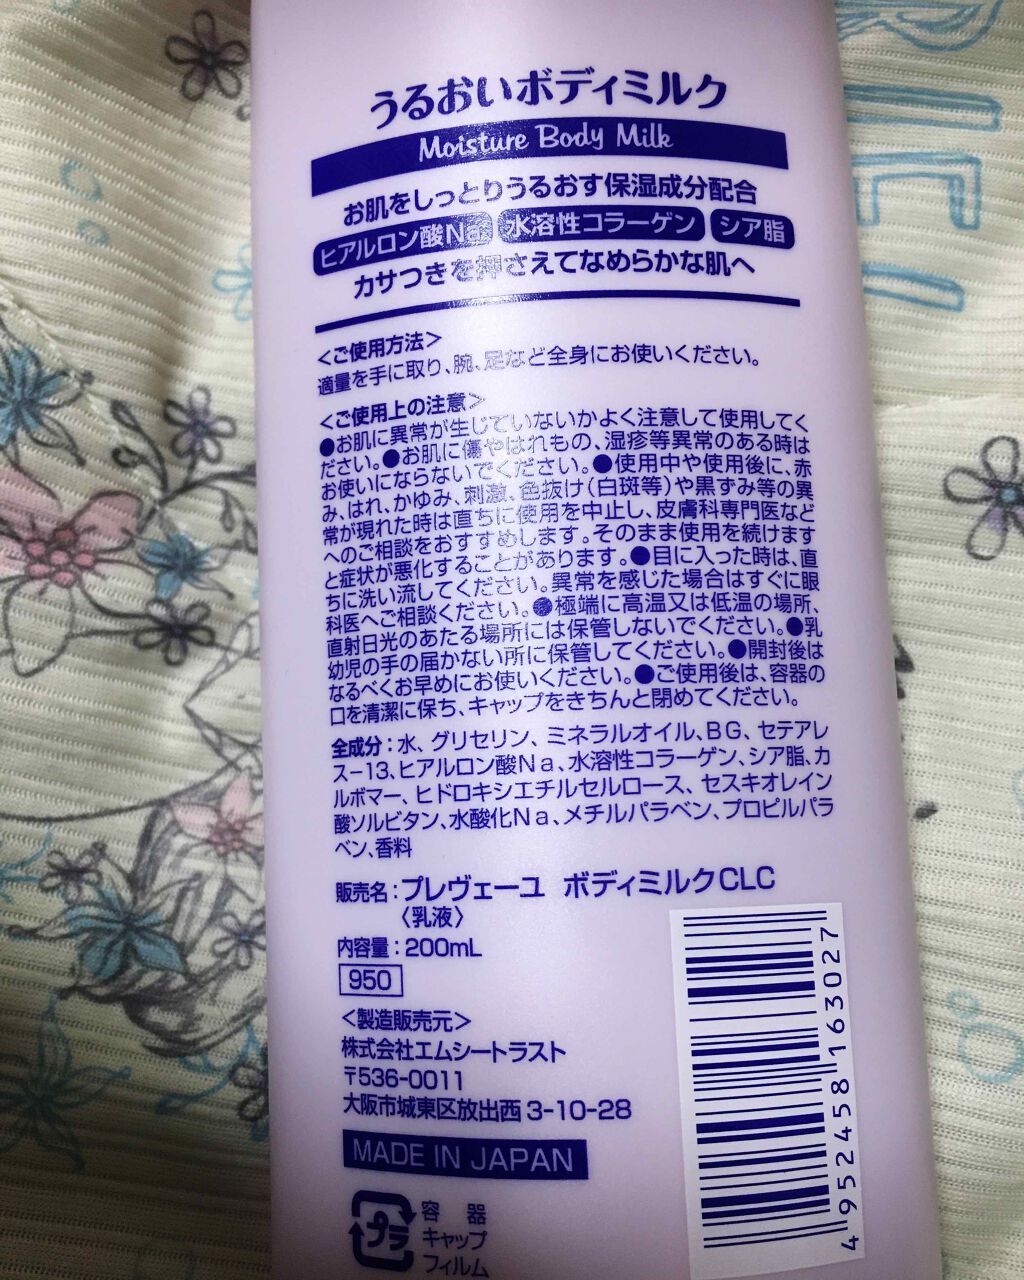 うるおいボディミルク
Moisture Body Milk
お肌をしっとりうるおす保湿成分配合
ヒアルロン酸Na 水溶性コラーゲン シア脂
カサつきを押さえてなめらかな肌へ
<ご使用方法>
適量を手に取り、腕、足など全身にお使いください。
<ご使用上の注意>
●お肌に異常が生じていないかよく注意して使用してく
ださい。●お肌に傷やはれもの、湿疹等異常のある時は
お使いにならないでください。●使用中や使用後に、赤
み、はれ、かゆみ、刺激、色抜け(白斑等)や黒ずみ等の異
常が現れた時は直ちに使用を中止し、皮膚科専門医など
へのご相談をおすすめします。そのまま使用を続けます
と症状が悪化することがあります。●目に入った時は、直
ちに洗い流してください。異常を感じた場合はすぐに眼
科医へご相談ください。●極端に高温又は低温の場所、
直射日光のあたる場所には保管しないでください。●乳
幼児の手の届かない所に保管してください。●開封後は
なるべくお早めにお使いください。●ご使用後は、容器の
口を清潔に保ち、キャップをきちんと閉めてください。
全成分:水、グリセリン、ミネラルオイル、BG、セテアレ
ス-13、ヒアルロン酸Na、水溶性コラーゲン、シア脂、カ
ルボマー、ヒドロキシエチルセルロース、セスキオレイン
酸ソルビタン、水酸化Na、メチルパラベン、プロピルパラ
ベン、香料
販売名:プレヴェーユ ボディミルクCLC
〈乳液〉
内容量:200mL
950
<製造販売元>
株式会社エムシートラスト
〒536-0011
大阪市城東区放出西3-10-28
MADE IN JAPAN
プラ
容器
キャップ
フィルム
4952458163027